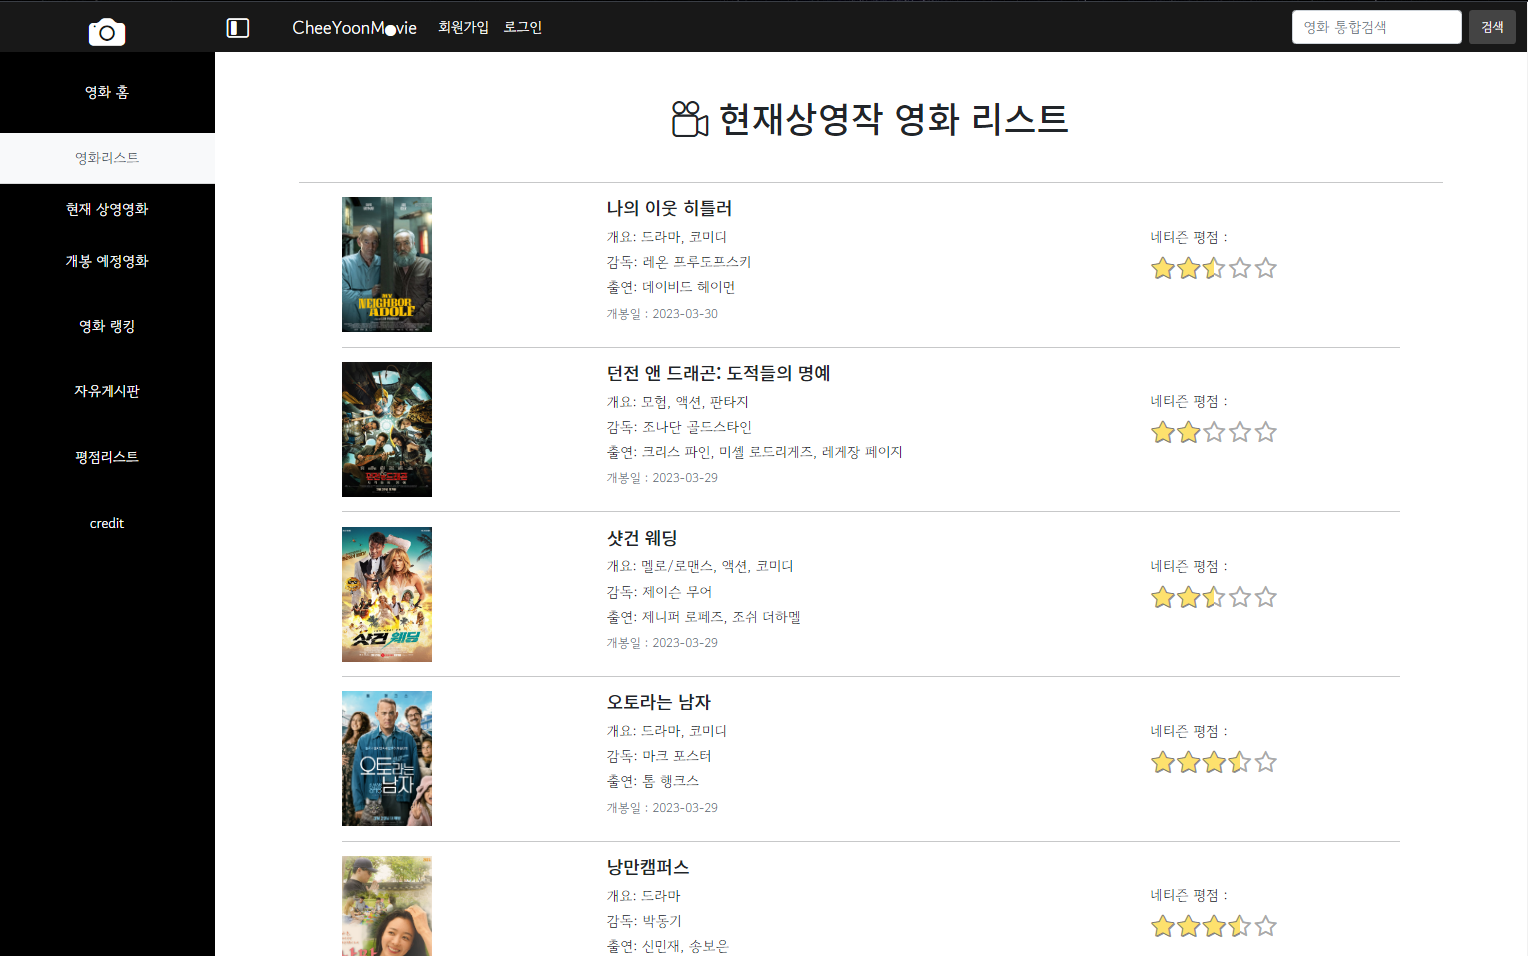 CheeYoonMovie 회원가입 로그인 영화 통합검색 검색
영화 홈
영화리스트
현재 상영영화
개봉 예정영화
영화 랭킹
자유게시판
평점리스트
credit
현재상영작 영화 리스트
MY NEIGHBOR ADOLF
나의 이웃 히틀러
개요: 드라마, 코미디
감독: 레온 프루도프스키
출연: 데이비드 헤이먼
개봉일 : 2023-03-30
네티즌 평점 :
던전 앤 드래곤: 도적들의 명예
개요: 모험, 액션, 판타지
감독: 조나단 골드스타인
출연: 크리스 파인, 미셸 로드리게즈, 레게장 페이지
개봉일 : 2023-03-29
네티즌 평점 :
샷건 웨딩
샷건 웨딩
개요: 멜로/로맨스, 액션, 코미디
감독: 제이슨 무어
출연: 제니퍼 로페즈, 조쉬 더하멜
개봉일 : 2023-03-29
네티즌 평점 :
오토라는 남자
오토라는 남자
개요: 드라마, 코미디
감독: 마크 포스터
출연: 톰 행크스
개봉일 : 2023-03-29
네티즌 평점 :
낭만캠퍼스
개요: 드라마
감독: 박동기
출연: 신민재, 송보은
네티즌 평점 :